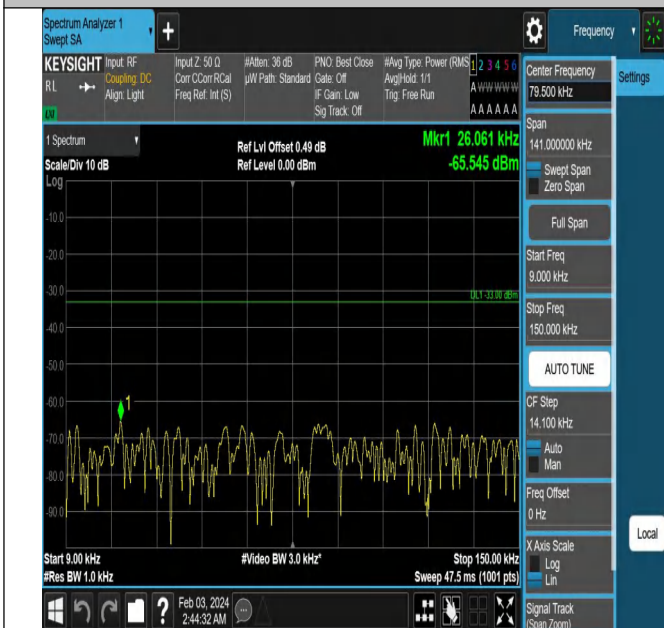 Spectrum Analyzer 1
Swept SA
Frequency
KEYSIGHT
RL
LXI
Input: RF
Coupling: DC
Align: Light
Input Z: 50 Ω
Corr CCorr RCal
Freq Ref: Int (S)
#Atten: 36 dB
µW Path: Standard
PNO: Best Close
Gate: Off
IF Gain: Low
Sig Track: Off
#Avg Type: Power (RMS
Avg|Hold: 1/1
Trig: Free Run
1 2 3 4 5 6
A W W W W W
A A A A A A
1 Spectrum
Scale/Div 10 dB
Ref Lvl Offset 0.49 dB
Ref Level 0.00 dBm
Mkr1 26.061 kHz
-65.545 dBm
Log
-10.0
-20.0
-30.0
-40.0
-50.0
-60.0
-70.0
-80.0
-90.0
DL1 -33.00 dBm
1
Start 9.00 kHz
#Res BW 1.0 kHz
#Video BW 3.0 kHz*
Stop 150.00 kHz
Sweep 47.5 ms (1001 pts)
Feb 03, 2024
2:44:32 AM
Center Frequency
79.500 kHz
Settings
Span
141.000000 kHz
Swept Span
Zero Span
Full Span
Start Freq
9.000 kHz
Stop Freq
150.000 kHz
AUTO TUNE
CF Step
14.100 kHz
Auto
Man
Freq Offset
0 Hz
Local
X Axis Scale
Log
Lin
Signal Track
(Span Zoom)